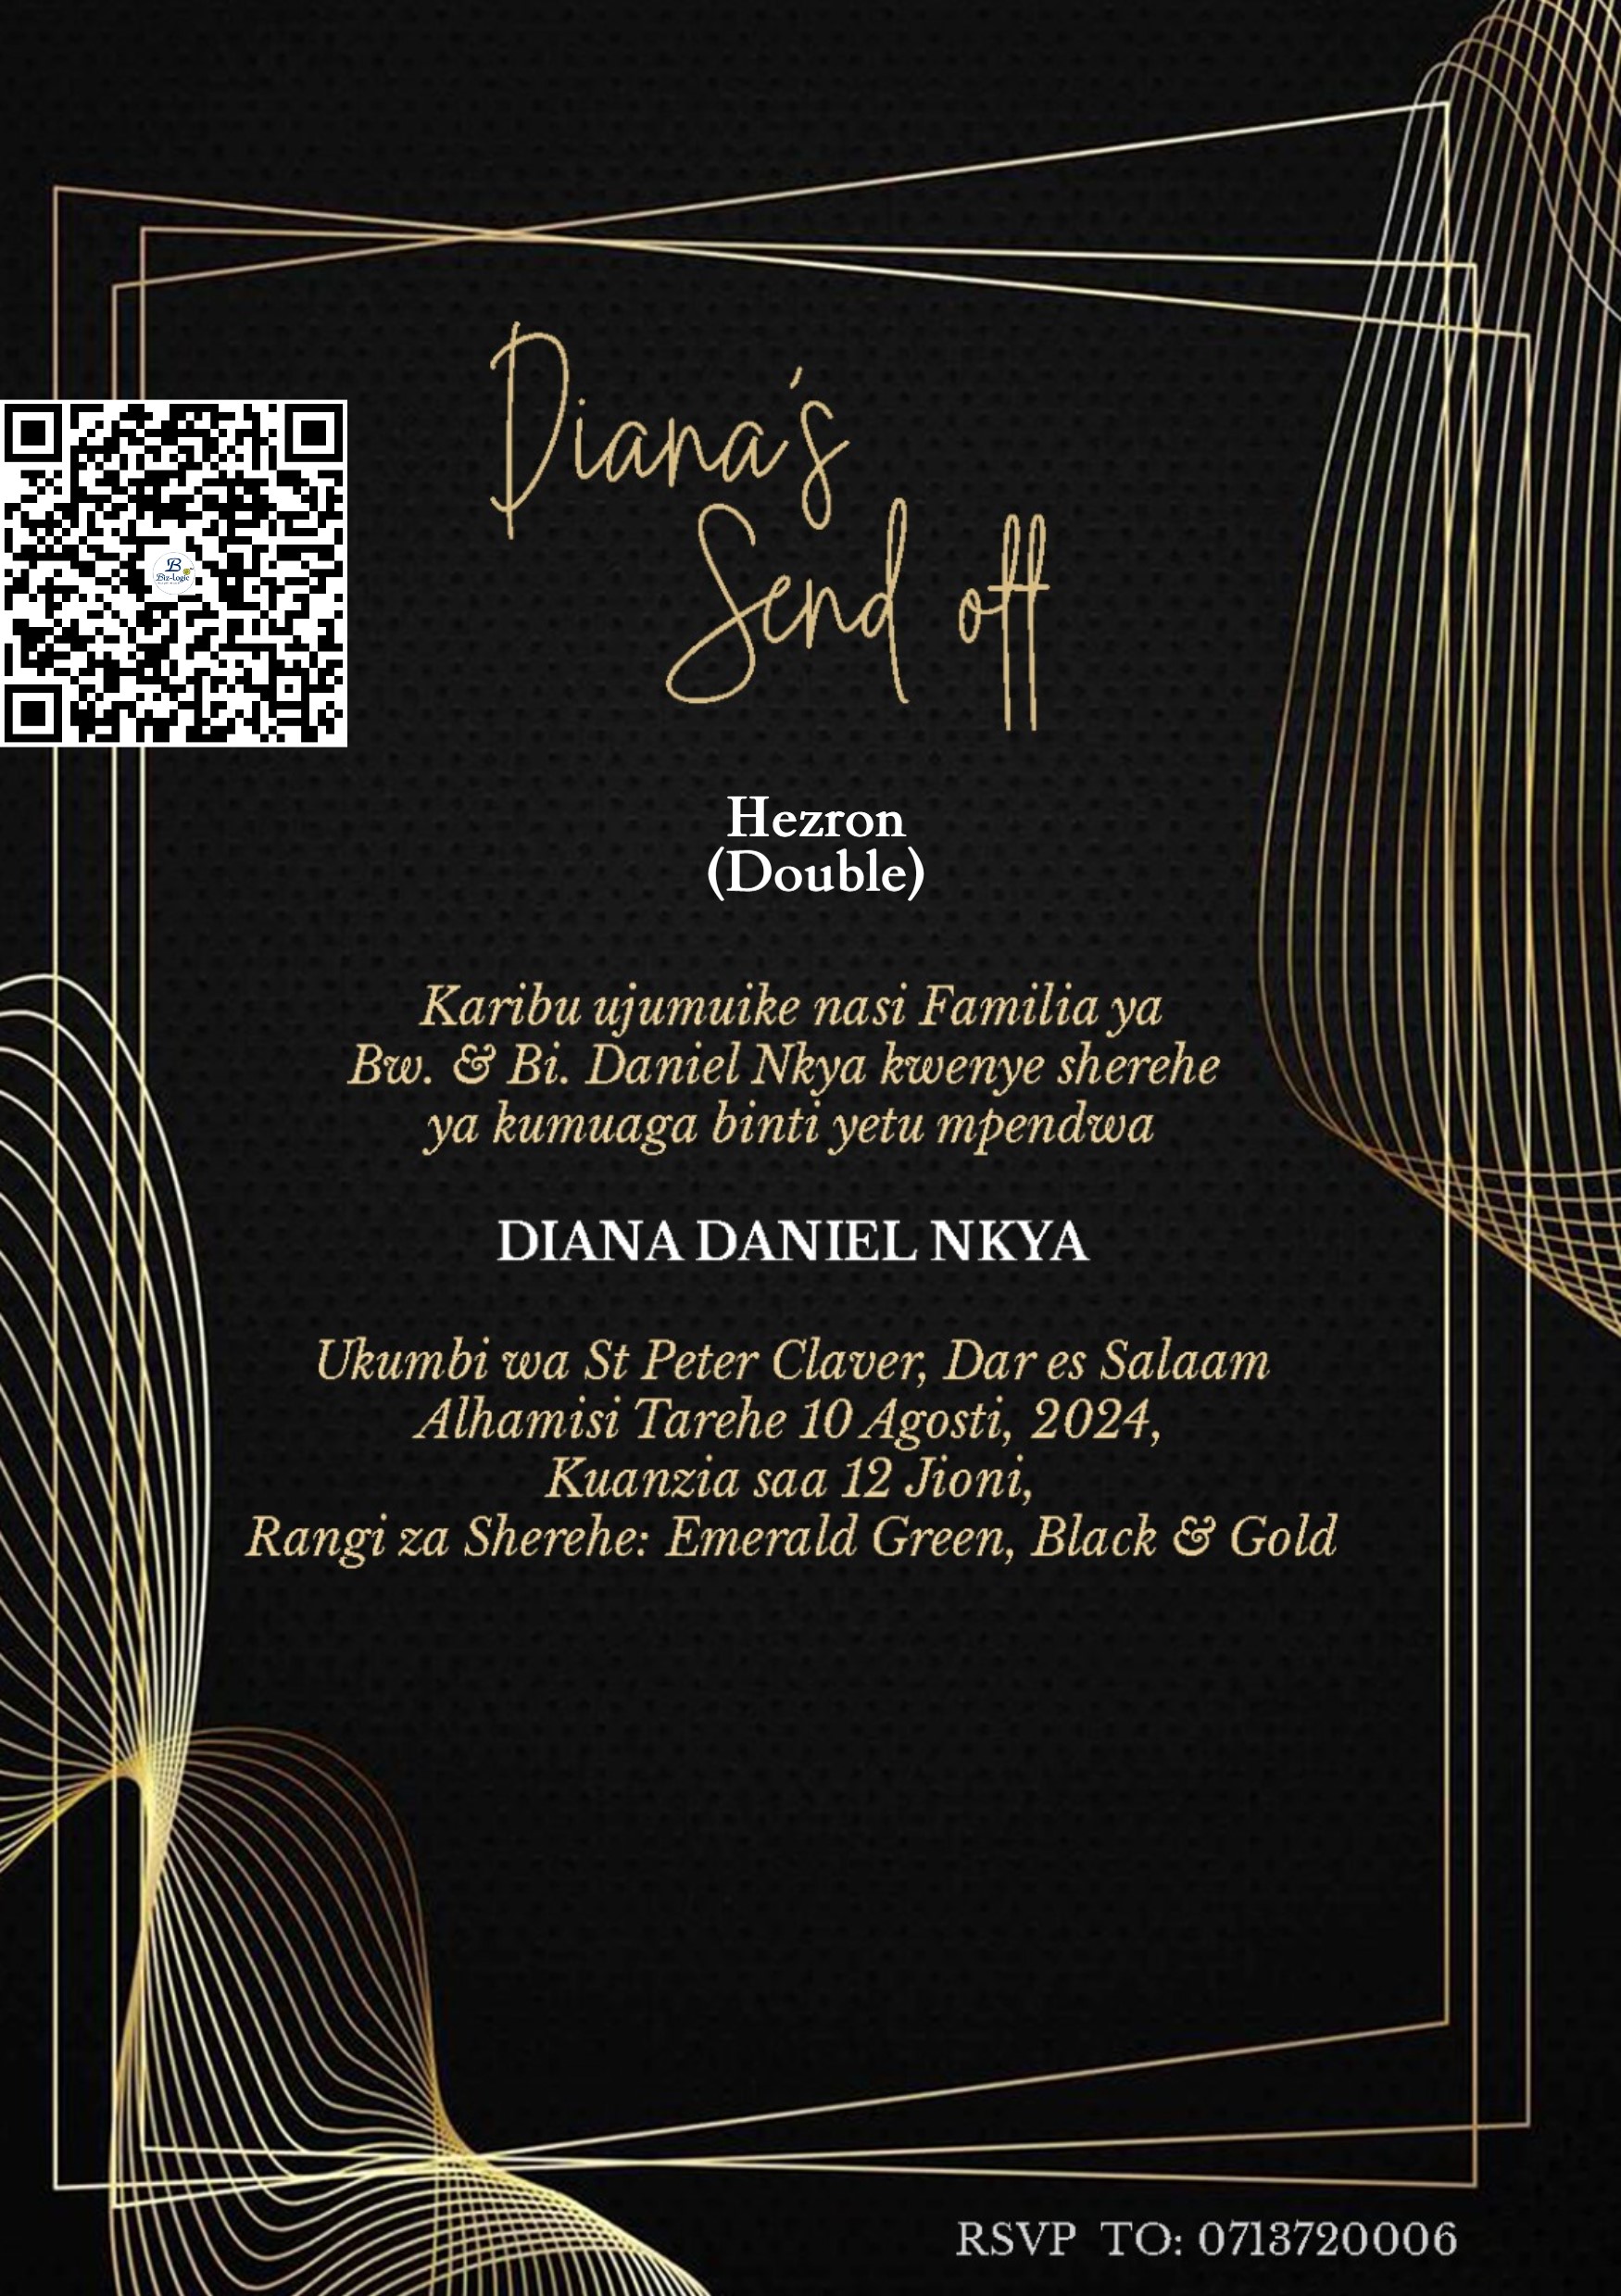 Diana's
Send off
B
Biz-Logic
Hezron
(Double)
Karibu ujumuike nasi Familia ya
Bw. & Bi. Daniel Nkya kwenye sherehe
ya kumuaga binti yetu mpendwa
DIANA DANIEL NKYA
Ukumbi wa St Peter Claver, Dar es Salaam
Alhamisi Tarehe 10 Agosti, 2024,
Kuanzia saa 12 Jioni,
Rangi za Sherehe: Emerald Green, Black & Gold
RSVP TO: 0713720006